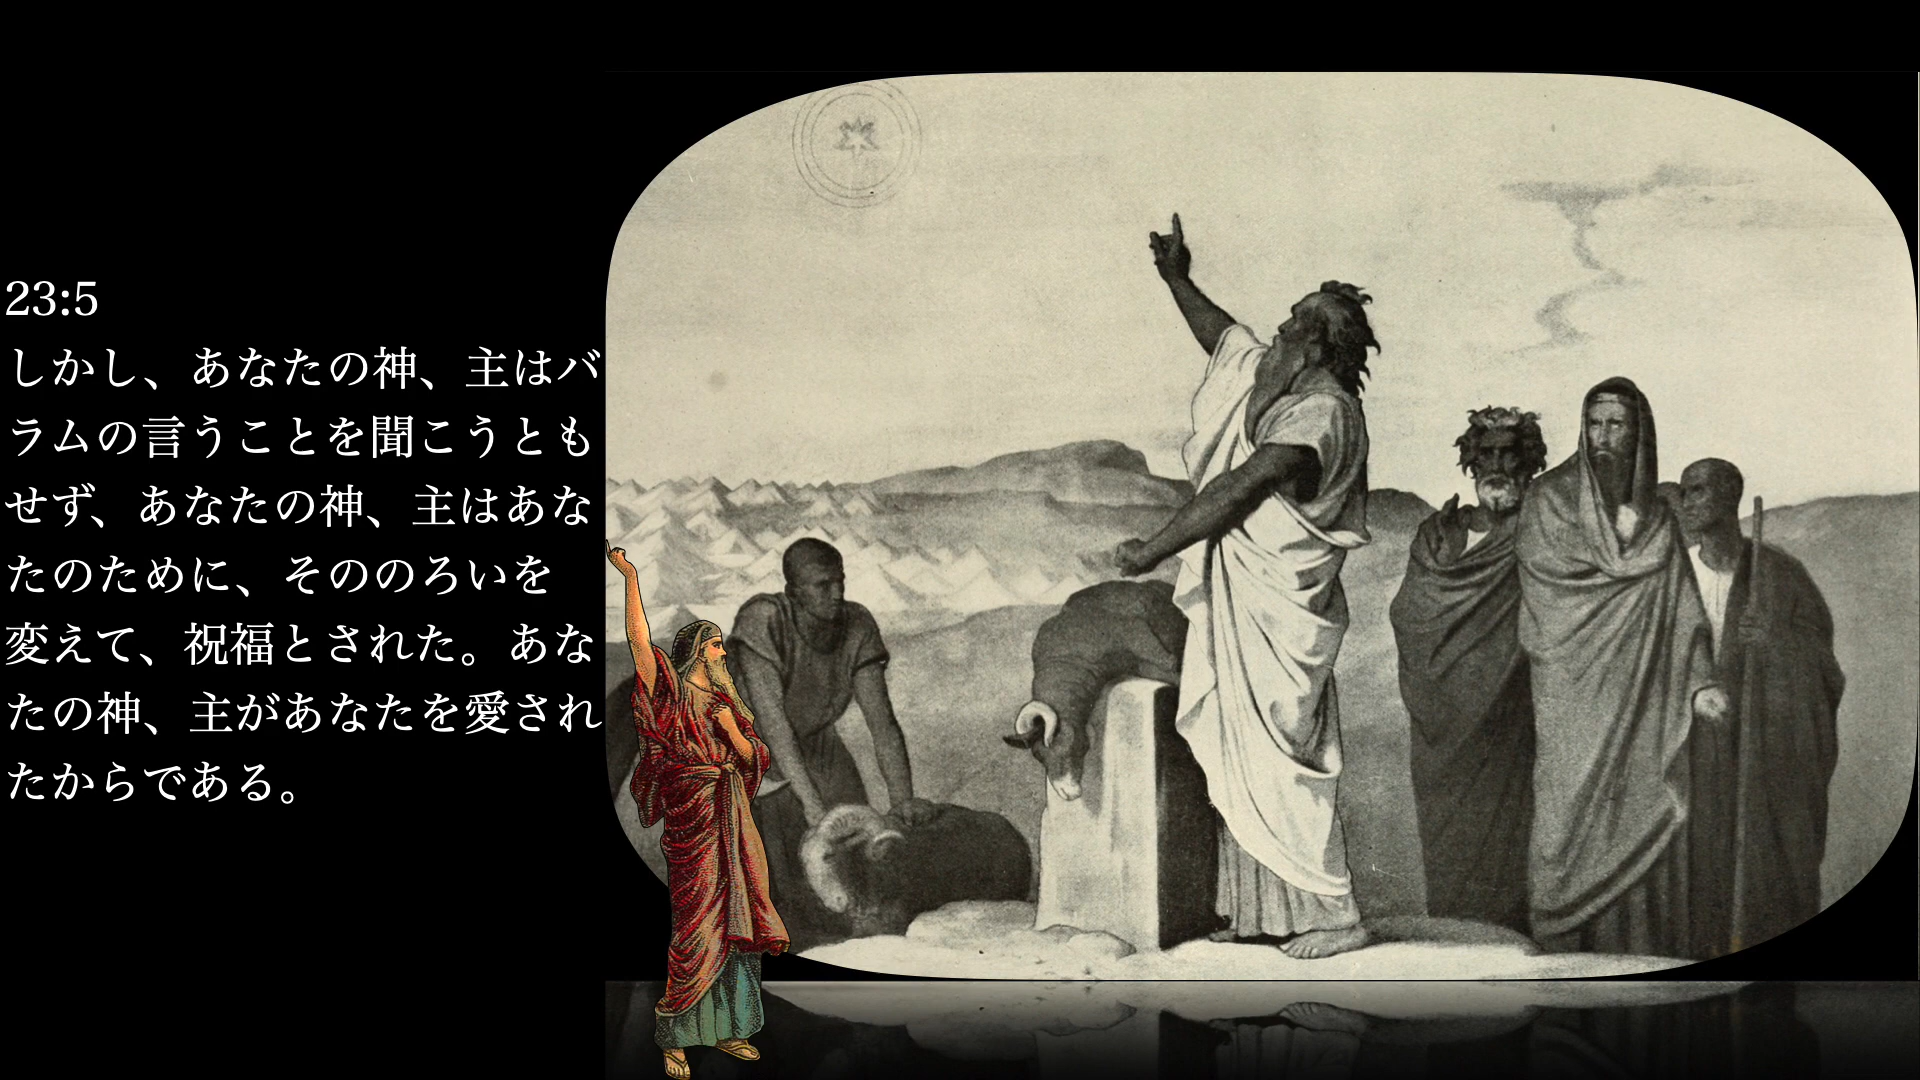 23:5
しかし、あなたの神、主はバ
ラムの言うことを聞こうとも
せず、あなたの神、主はあな
たのために、そののろいを
変えて、祝福とされた。あな
たの神、主があなたを愛され
たからである。